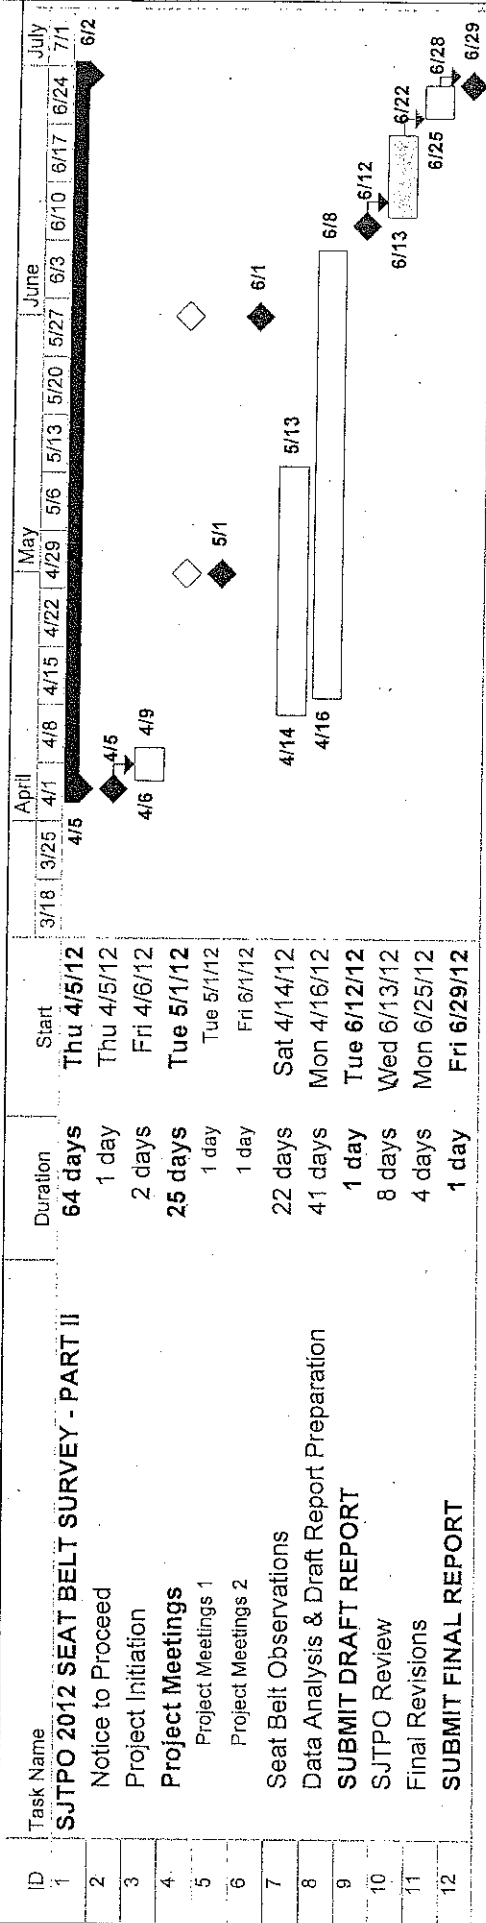 ID Task Name Duration Start
April May June July
3/18 3/25 4/1 4/8 4/15 4/22 4/29 5/6 5/13 5/20 5/27 6/3 6/10 6/17 6/24 7/1
1 SJTPO 2012 SEAT BELT SURVEY - PART II 64 days Thu 4/5/12 4/5 6/2
2 Notice to Proceed 1 day Thu 4/5/12 4/5
3 Project Initiation 2 days Fri 4/6/12 4/6 4/9
4 Project Meetings 25 days Tue 5/1/12
5 Project Meetings 1 1 day Tue 5/1/12 5/1
6 Project Meetings 2 1 day Fri 6/1/12 6/1
7 Seat Belt Observations 22 days Sat 4/14/12 4/14 5/13
8 Data Analysis & Draft Report Preparation 41 days Mon 4/16/12 4/16 6/8
9 SUBMIT DRAFT REPORT 1 day Tue 6/12/12 6/12
10 SJTPO Review 8 days Wed 6/13/12 6/13 6/22
11 Final Revisions 4 days Mon 6/25/12 6/25 6/28
12 SUBMIT FINAL REPORT 1 day Fri 6/29/12 6/29